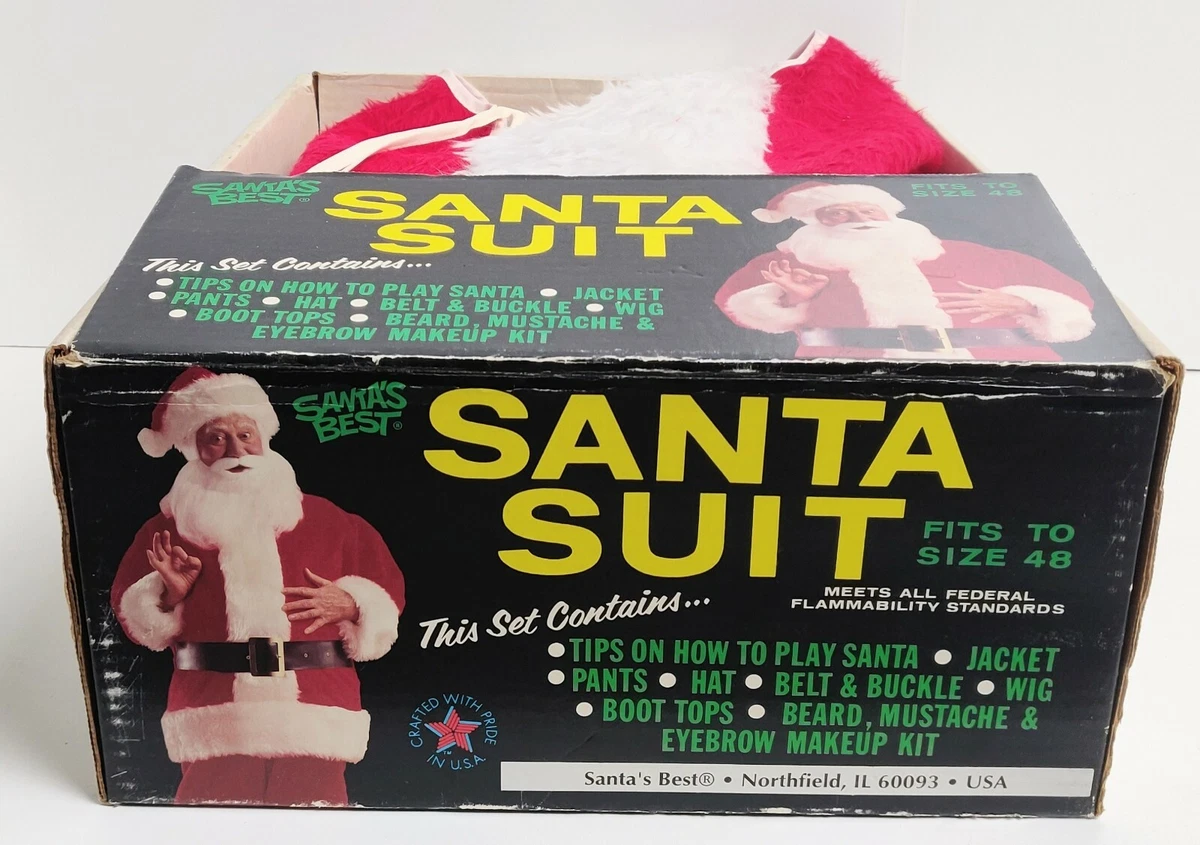 SANTA'S
BEST®
SANTA
SUIT
FITS TO
SIZE 48
This Set Contains...
• TIPS ON HOW TO PLAY SANTA • JACKET
• PANTS • HAT • BELT & BUCKLE • WIG
• BOOT TOPS • BEARD, MUSTACHE &
EYEBROW MAKEUP KIT
SANTA'S
BEST®
SANTA
SUIT
FITS TO
SIZE 48
MEETS ALL FEDERAL
FLAMMABILITY STANDARDS
This Set Contains...
• TIPS ON HOW TO PLAY SANTA • JACKET
• PANTS • HAT • BELT & BUCKLE • WIG
• BOOT TOPS • BEARD, MUSTACHE &
EYEBROW MAKEUP KIT
CRAFTED WITH PRIDE
IN U.S.A.
™
Santa's Best® • Northfield, IL 60093 • USA